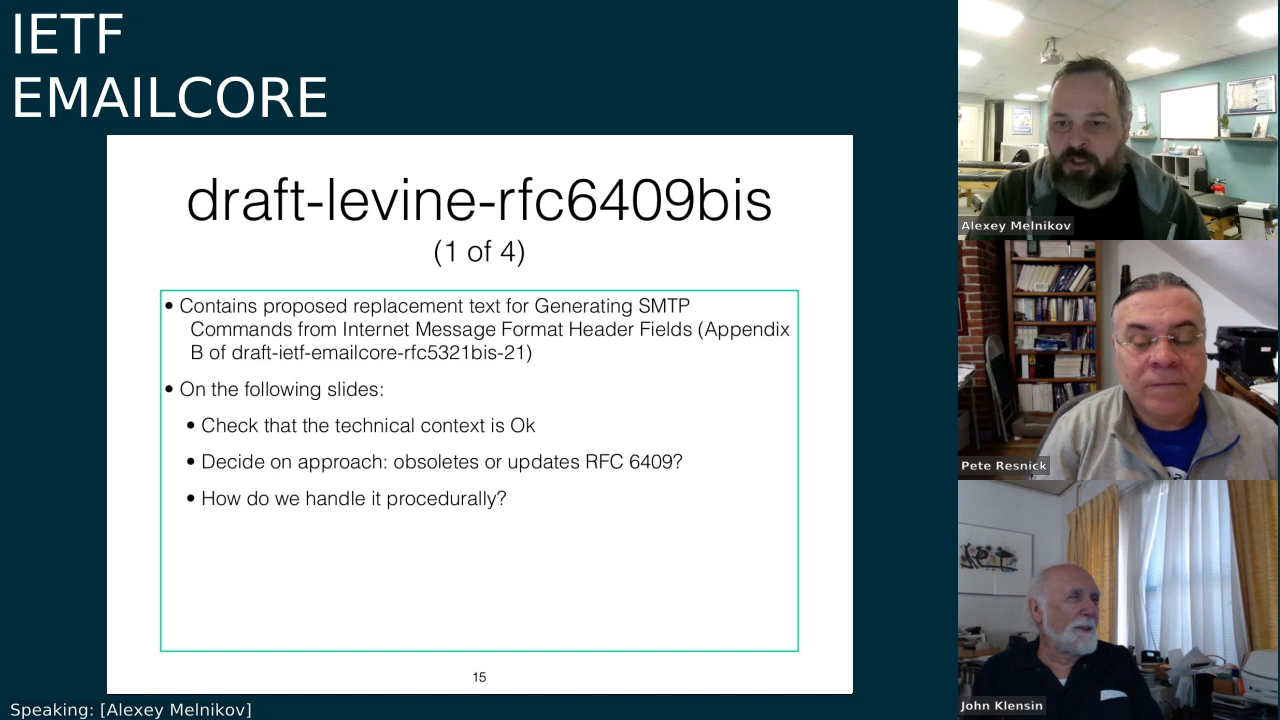 IETF
EMAILCORE
draft-levine-rfc6409bis
(1 of 4)
• Contains proposed replacement text for Generating SMTP
Commands from Internet Message Format Header Fields (Appendix
B of draft-ietf-emailcore-rfc5321bis-21)
• On the following slides:
• Check that the technical context is Ok
• Decide on approach: obsoletes or updates RFC 6409?
• How do we handle it procedurally?
15
Speaking: [Alexey Melnikov]
Alexey Melnikov
Pete Resnick
John Klensin